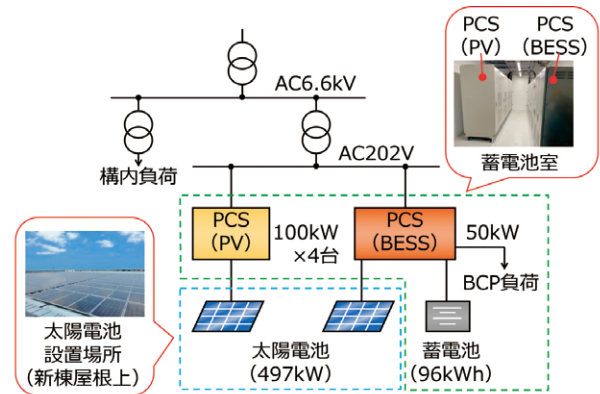 PCS
(PV)
PCS
(BESS)
蓄電池室
AC6.6kV
構内負荷
AC202V
PCS
(PV)
100kW
×4台
PCS
(BESS)
50kW
BCP負荷
太陽電池
設置場所
(新棟屋根上)
太陽電池
(497kW)
蓄電池
(96kWh)